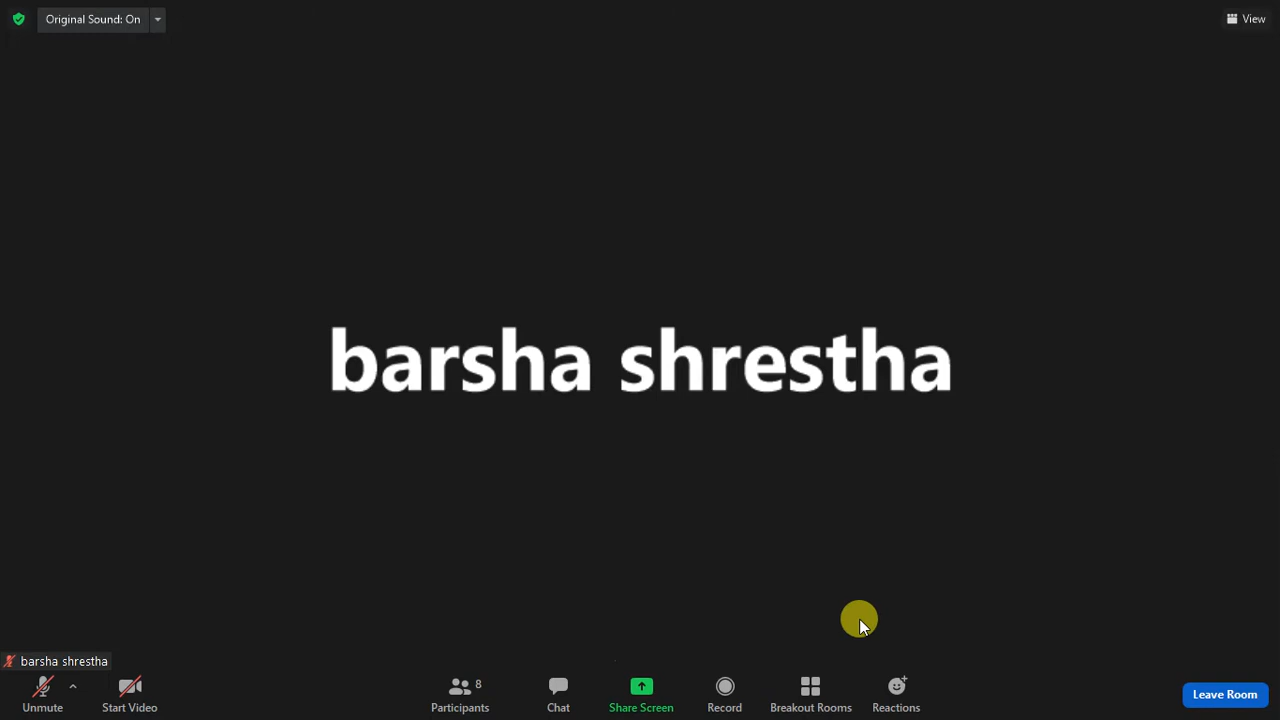 Original Sound: On
View
barsha shrestha
barsha shrestha
Unmute
Start Video
Participants
8
Chat
Share Screen
Record
Breakout Rooms
Reactions
Leave Room